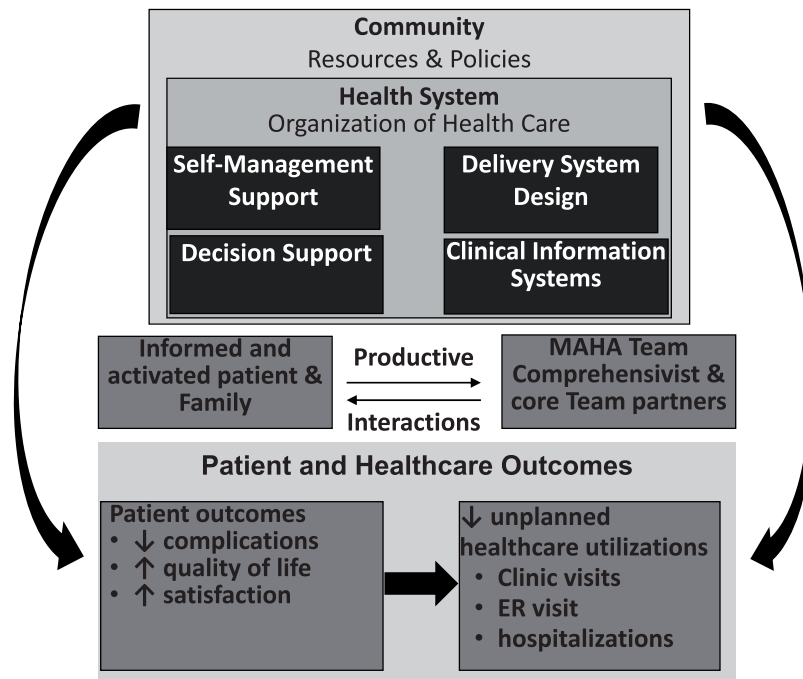 Community
Resources & Policies
Health System
Organization of Health Care
Self-Management
Support
Delivery System
Design
Decision Support
Clinical Information
Systems
Informed and
activated patient &
Family
Productive
Interactions
MAHA Team
Comprehensivist &
core Team partners
Patient and Healthcare Outcomes
Patient outcomes
• ↓ complications
• ↑ quality of life
• ↑ satisfaction
↓ unplanned
healthcare utilizations
• Clinic visits
• ER visit
• hospitalizations